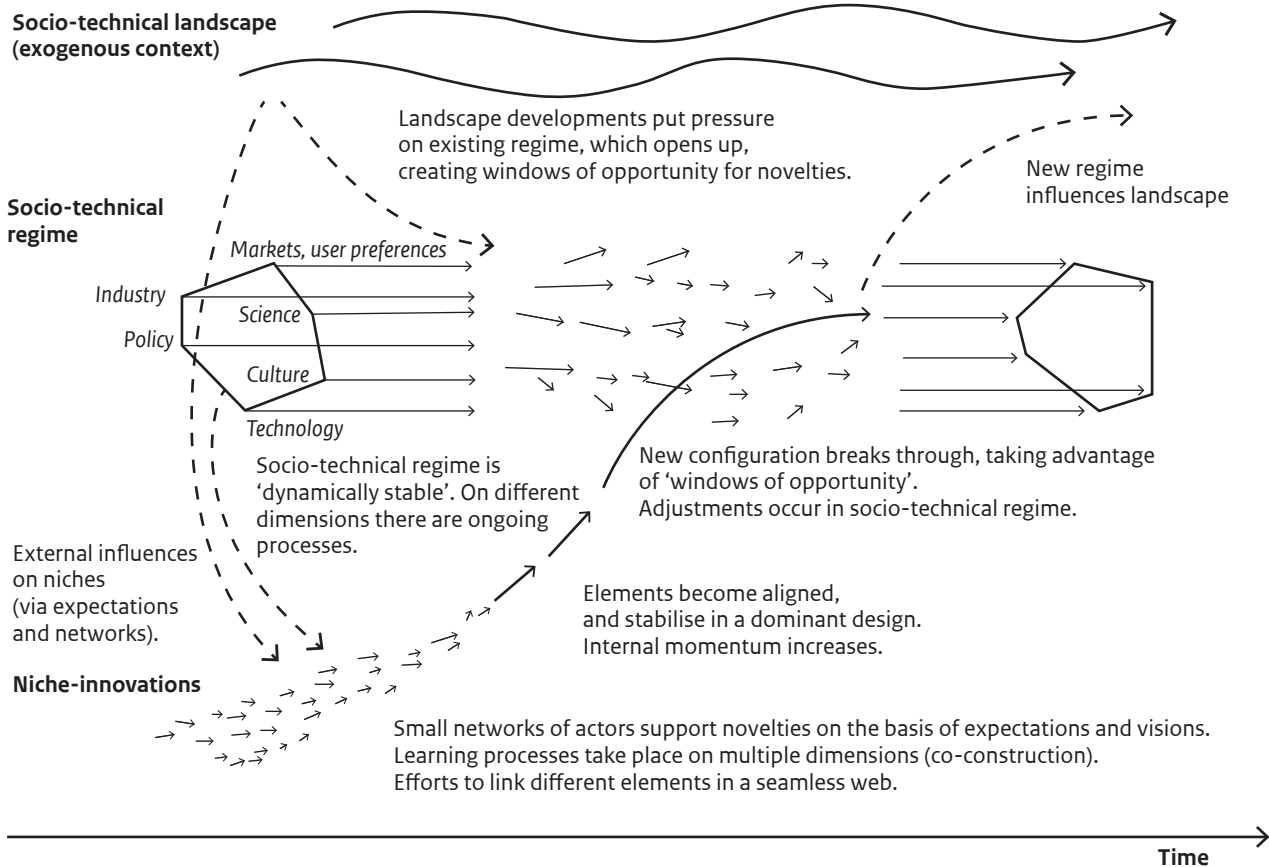 Socio-technical landscape
(exogenous context)
Landscape developments put pressure
on existing regime, which opens up,
creating windows of opportunity for novelties.
New regime
influences landscape
Socio-technical
regime
Markets, user preferences
Industry
Science
Policy
Culture
Technology
Socio-technical regime is
‘dynamically stable’. On different
dimensions there are ongoing
processes.
New configuration breaks through, taking advantage
of ‘windows of opportunity’.
Adjustments occur in socio-technical regime.
External influences
on niches
(via expectations
and networks).
Elements become aligned,
and stabilise in a dominant design.
Internal momentum increases.
Niche-innovations
Small networks of actors support novelties on the basis of expectations and visions.
Learning processes take place on multiple dimensions (co-construction).
Efforts to link different elements in a seamless web.
Time